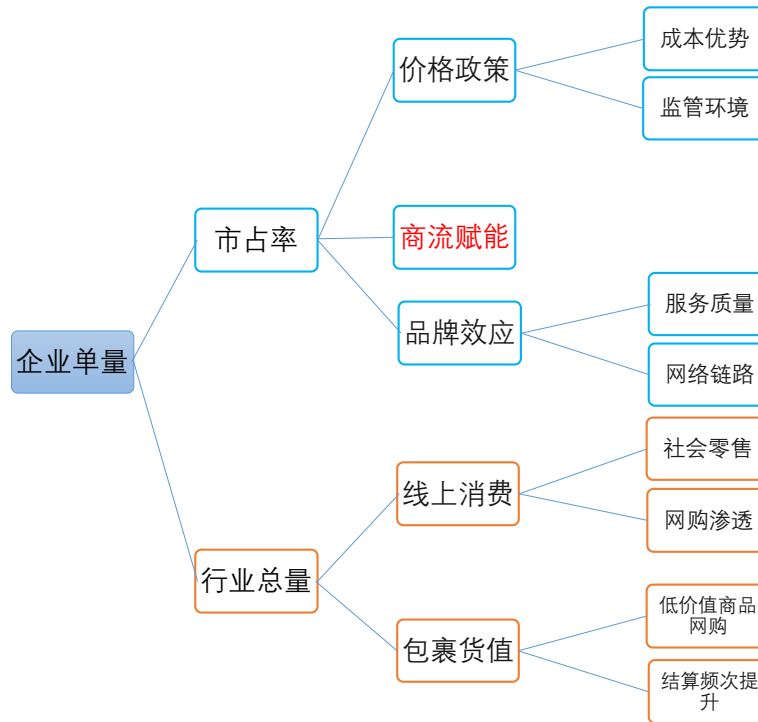 成本优势
价格政策
监管环境
市占率
商流赋能
服务质量
品牌效应
企业单量
网络链路
社会零售
线上消费
网购渗透
行业总量
低价值商品
网购
包裹货值
结算频次提
升